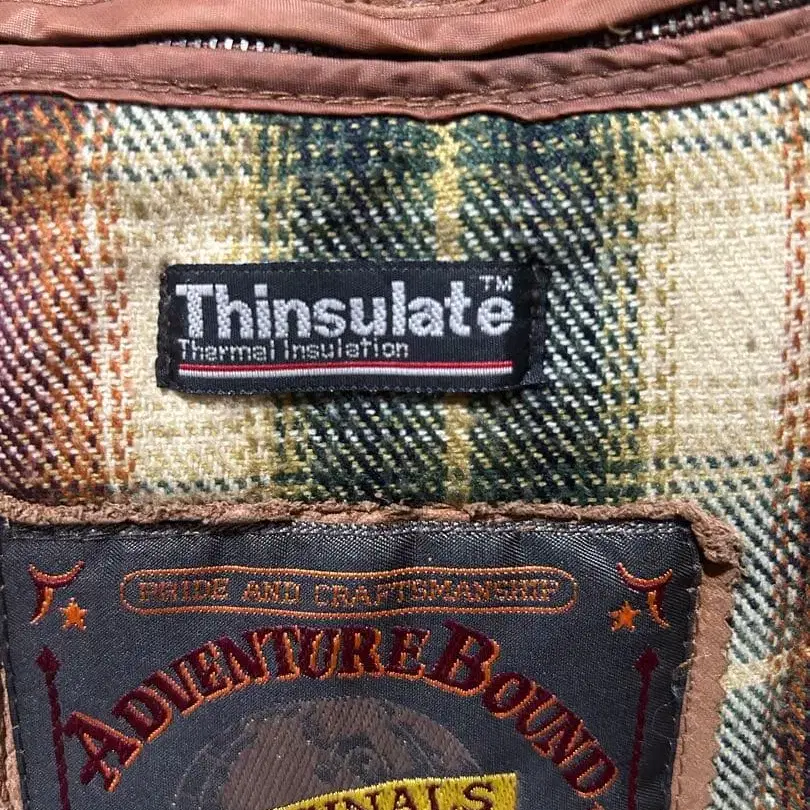 Thinsulate™
Thermal Insulation
PRIDE AND CRAFTSMANSHIP
ADVENTURE BOUND